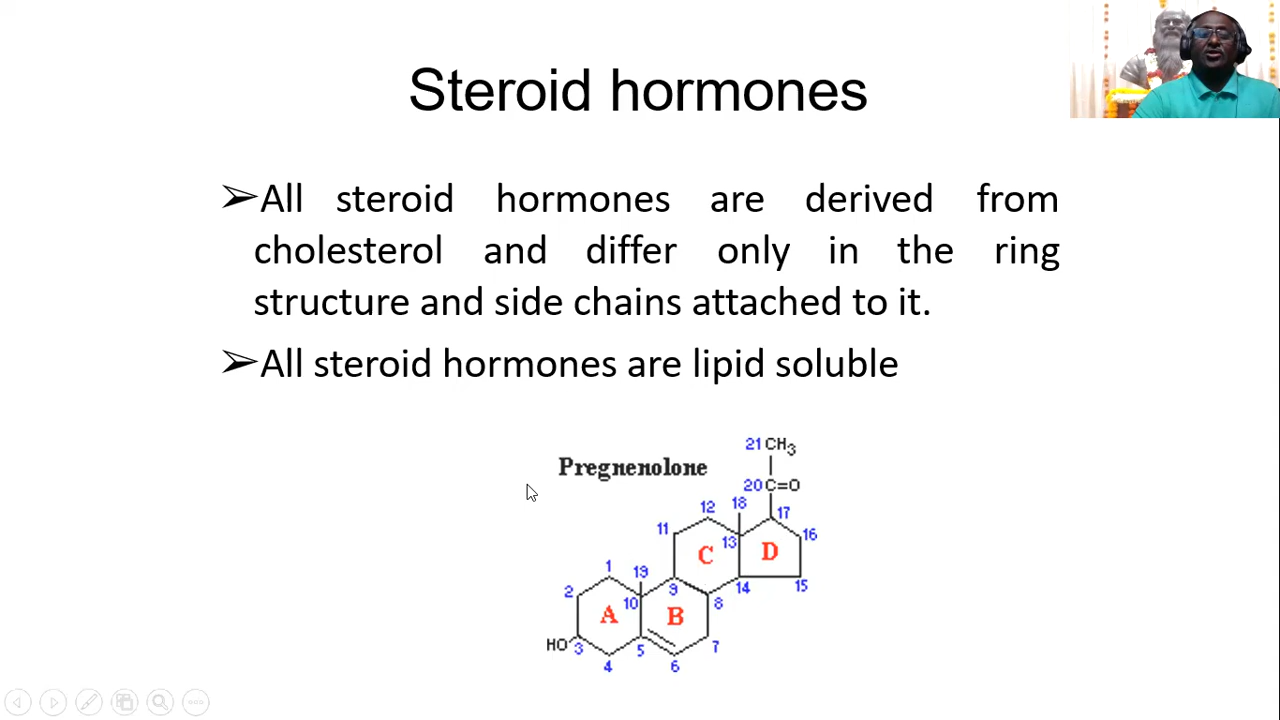 Steroid hormones
➢All steroid hormones are derived from
cholesterol and differ only in the ring
structure and side chains attached to it.
➢All steroid hormones are lipid soluble
21 CH3
Pregnenolone
20 C=O
12 18 17
11 13 16
C D
1 19 9 14 15
2 10 8
A B
HO 3 5 7
4 6